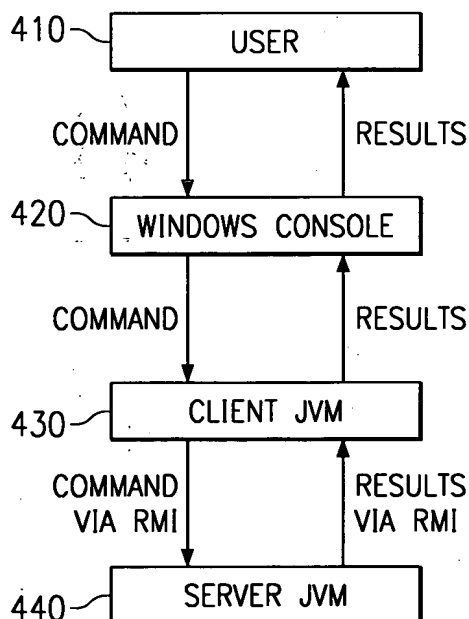 410
USER
COMMAND
RESULTS
420
WINDOWS CONSOLE
COMMAND
RESULTS
430
CLIENT JVM
COMMAND
VIA RMI
RESULTS
VIA RMI
440
SERVER JVM